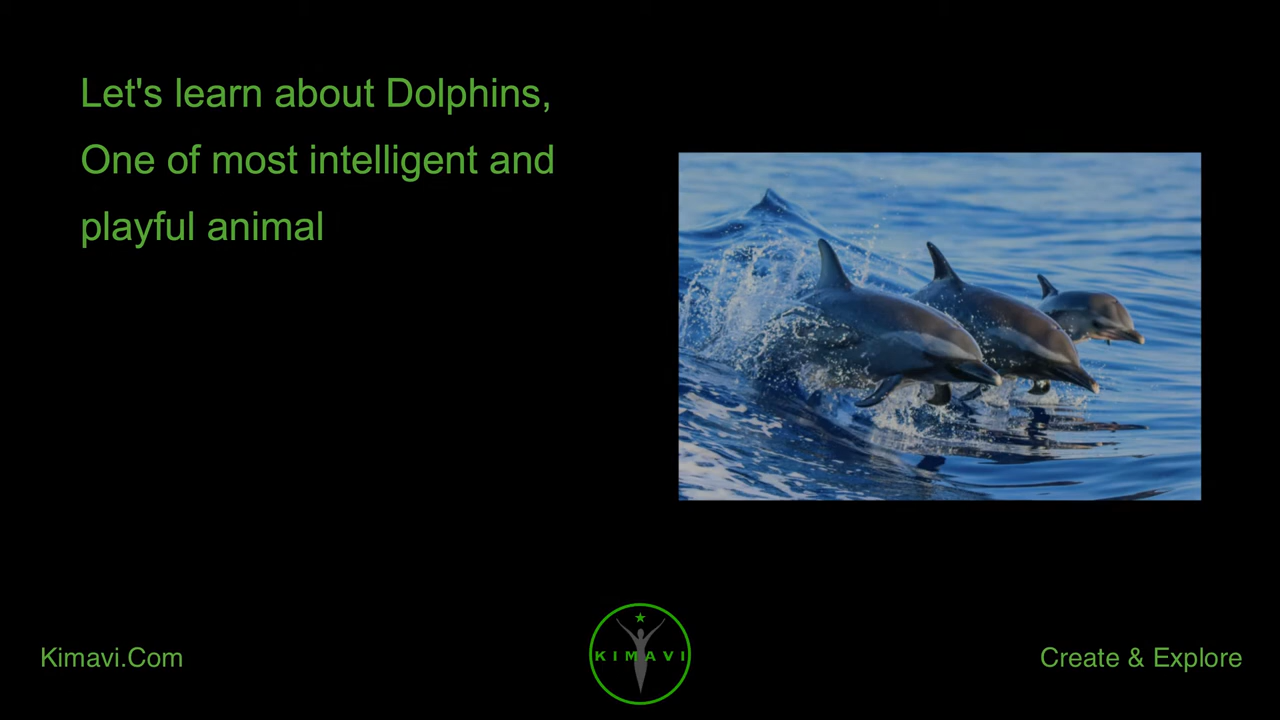 Let's learn about Dolphins,
One of most intelligent and
playful animal
Kimavi.Com
KIMAVI
Create & Explore